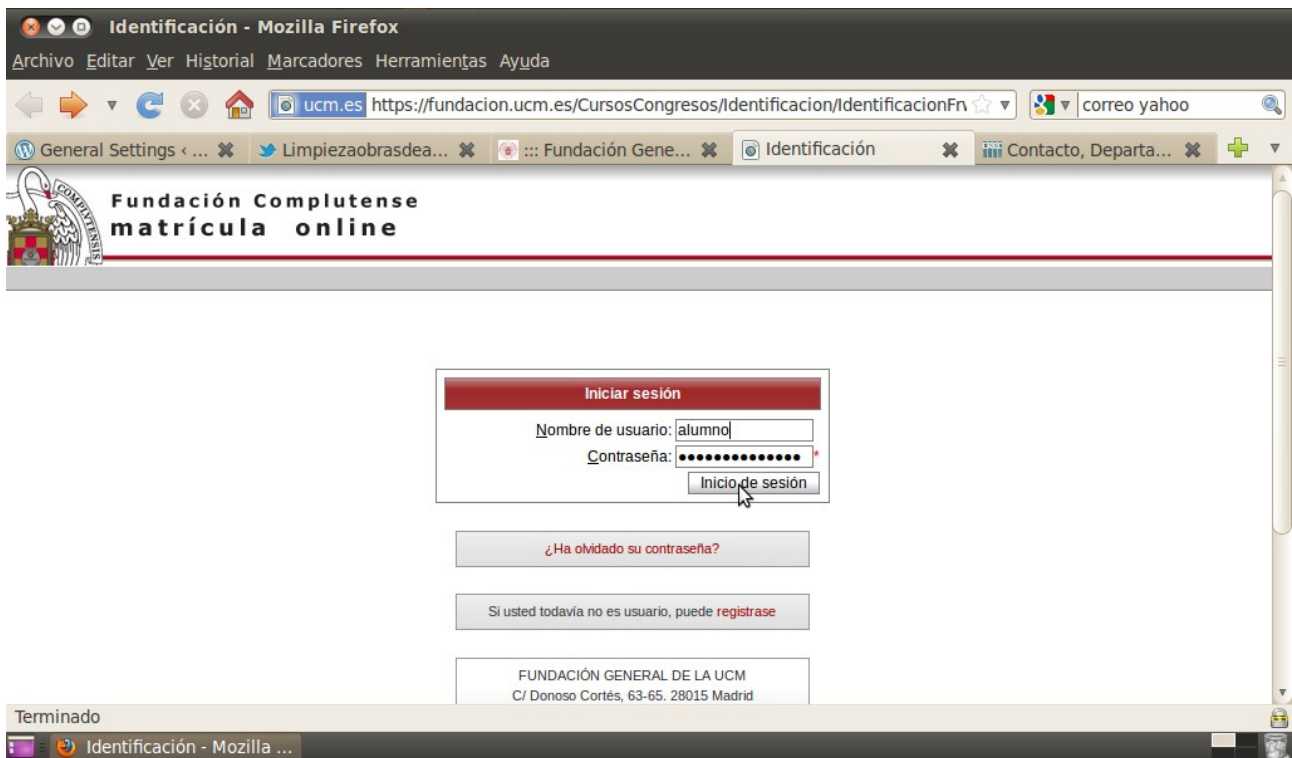 Identificación - Mozilla Firefox
Archivo Editar Ver Historial Marcadores Herramientas Ayuda
ucm.es https://fundacion.ucm.es/CursosCongresos/Identificacion/IdentificacionFr correo yahoo
General Settings ‹ ... Limpiezaobrasdea... ::: Fundación Gene... Identificación Contacto, Departa...
Fundación Complutense
matrícula online
Iniciar sesión
Nombre de usuario: alumno
Contraseña: •••••••••••••• *
Inicio de sesión
¿Ha olvidado su contraseña?
Si usted todavía no es usuario, puede registrase
FUNDACIÓN GENERAL DE LA UCM
C/ Donoso Cortés, 63-65. 28015 Madrid
Terminado
Identificación - Mozilla ...